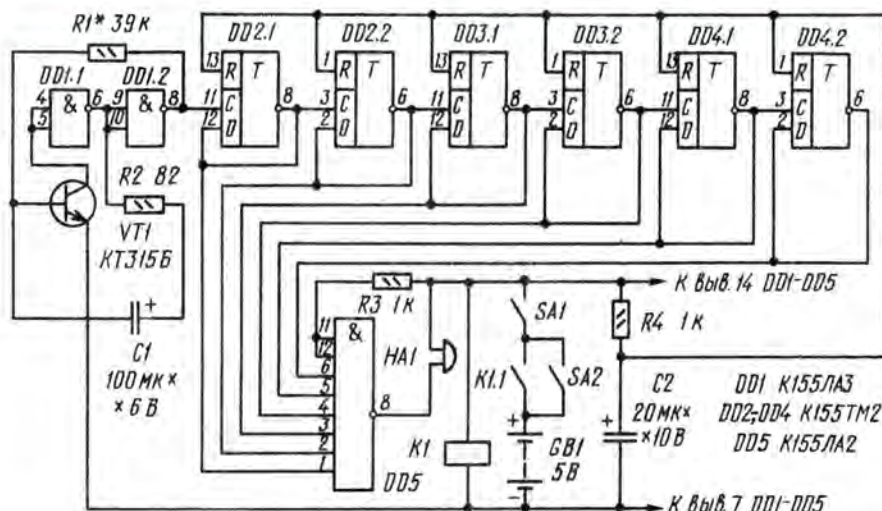 R1* 39 к
DD1.1
DD1.2
DD2.1
DD2.2
DD3.1
DD3.2
DD4.1
DD4.2
4
5
&
6
9
10
&
8
13
R
T
11
C
12
D
8
1
R
T
3
C
2
D
6
13
R
T
11
C
12
D
8
1
R
T
3
C
2
D
6
13
R
T
11
C
12
D
8
1
R
T
3
C
2
D
6
R2 82
VT1
КТ315Б
C1
100 мк ×
× 6 В
+
R3 1 к
11
12
6
5
4
3
2
1
&
8
DD5
HA1
K1
SA1
K1.1
SA2
+
GB1
5 В
−
К выв. 14 DD1-DD5
R4 1 к
C2
20 мк ×
× 10 В
+
DD1 К155ЛА3
DD2-DD4 К155ТМ2
DD5 К155ЛА2
К выв. 7 DD1-DD5